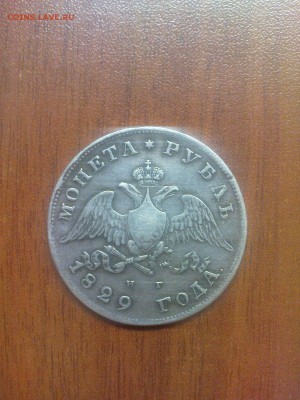 COINS.LAVE.RU
МОНЕТА * РУБЛЬ
Н Г
1829 ГОДА.